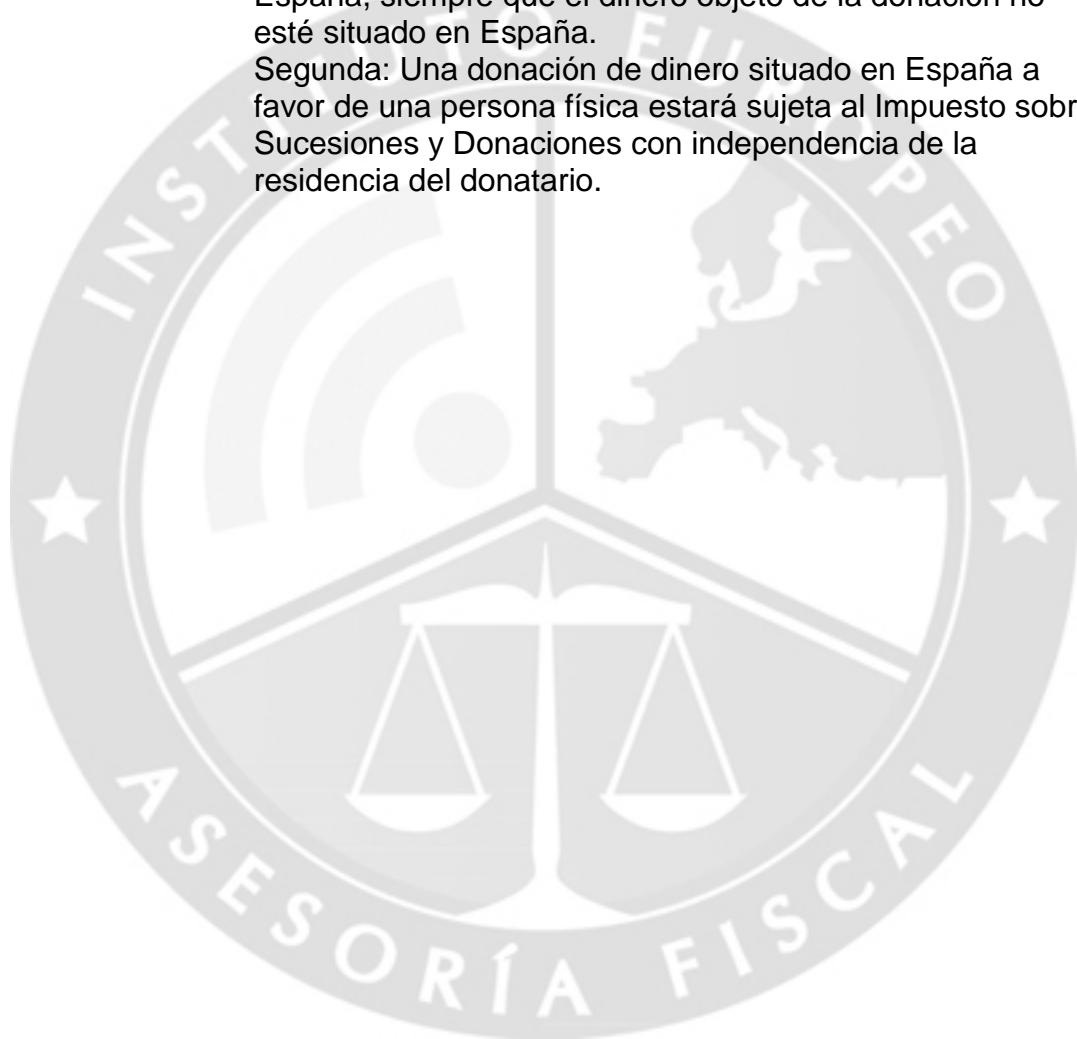 España, siempre que el dinero objeto de la donación no
esté situado en España.
Segunda: Una donación de dinero situado en España a
favor de una persona física estará sujeta al Impuesto sobr
Sucesiones y Donaciones con independencia de la
residencia del donatario.
INSTITUTO EUROPEO
ASESORÍA FISCAL